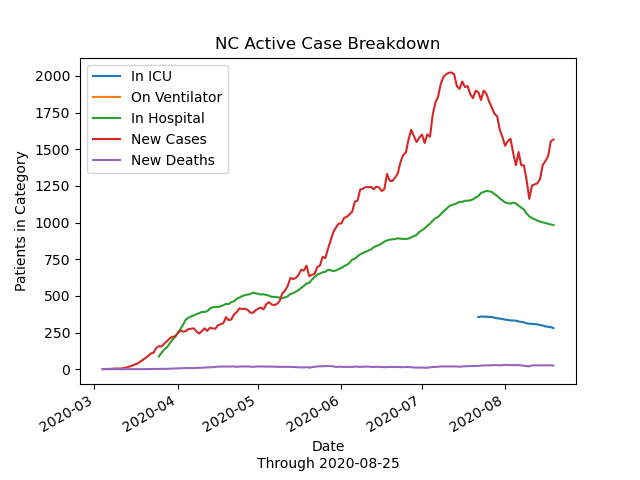 NC Active Case Breakdown
In ICU
On Ventilator
In Hospital
New Cases
New Deaths
Patients in Category
2000
1750
1500
1250
1000
750
500
250
0
2020-03
2020-04
2020-05
2020-06
2020-07
2020-08
Date
Through 2020-08-25